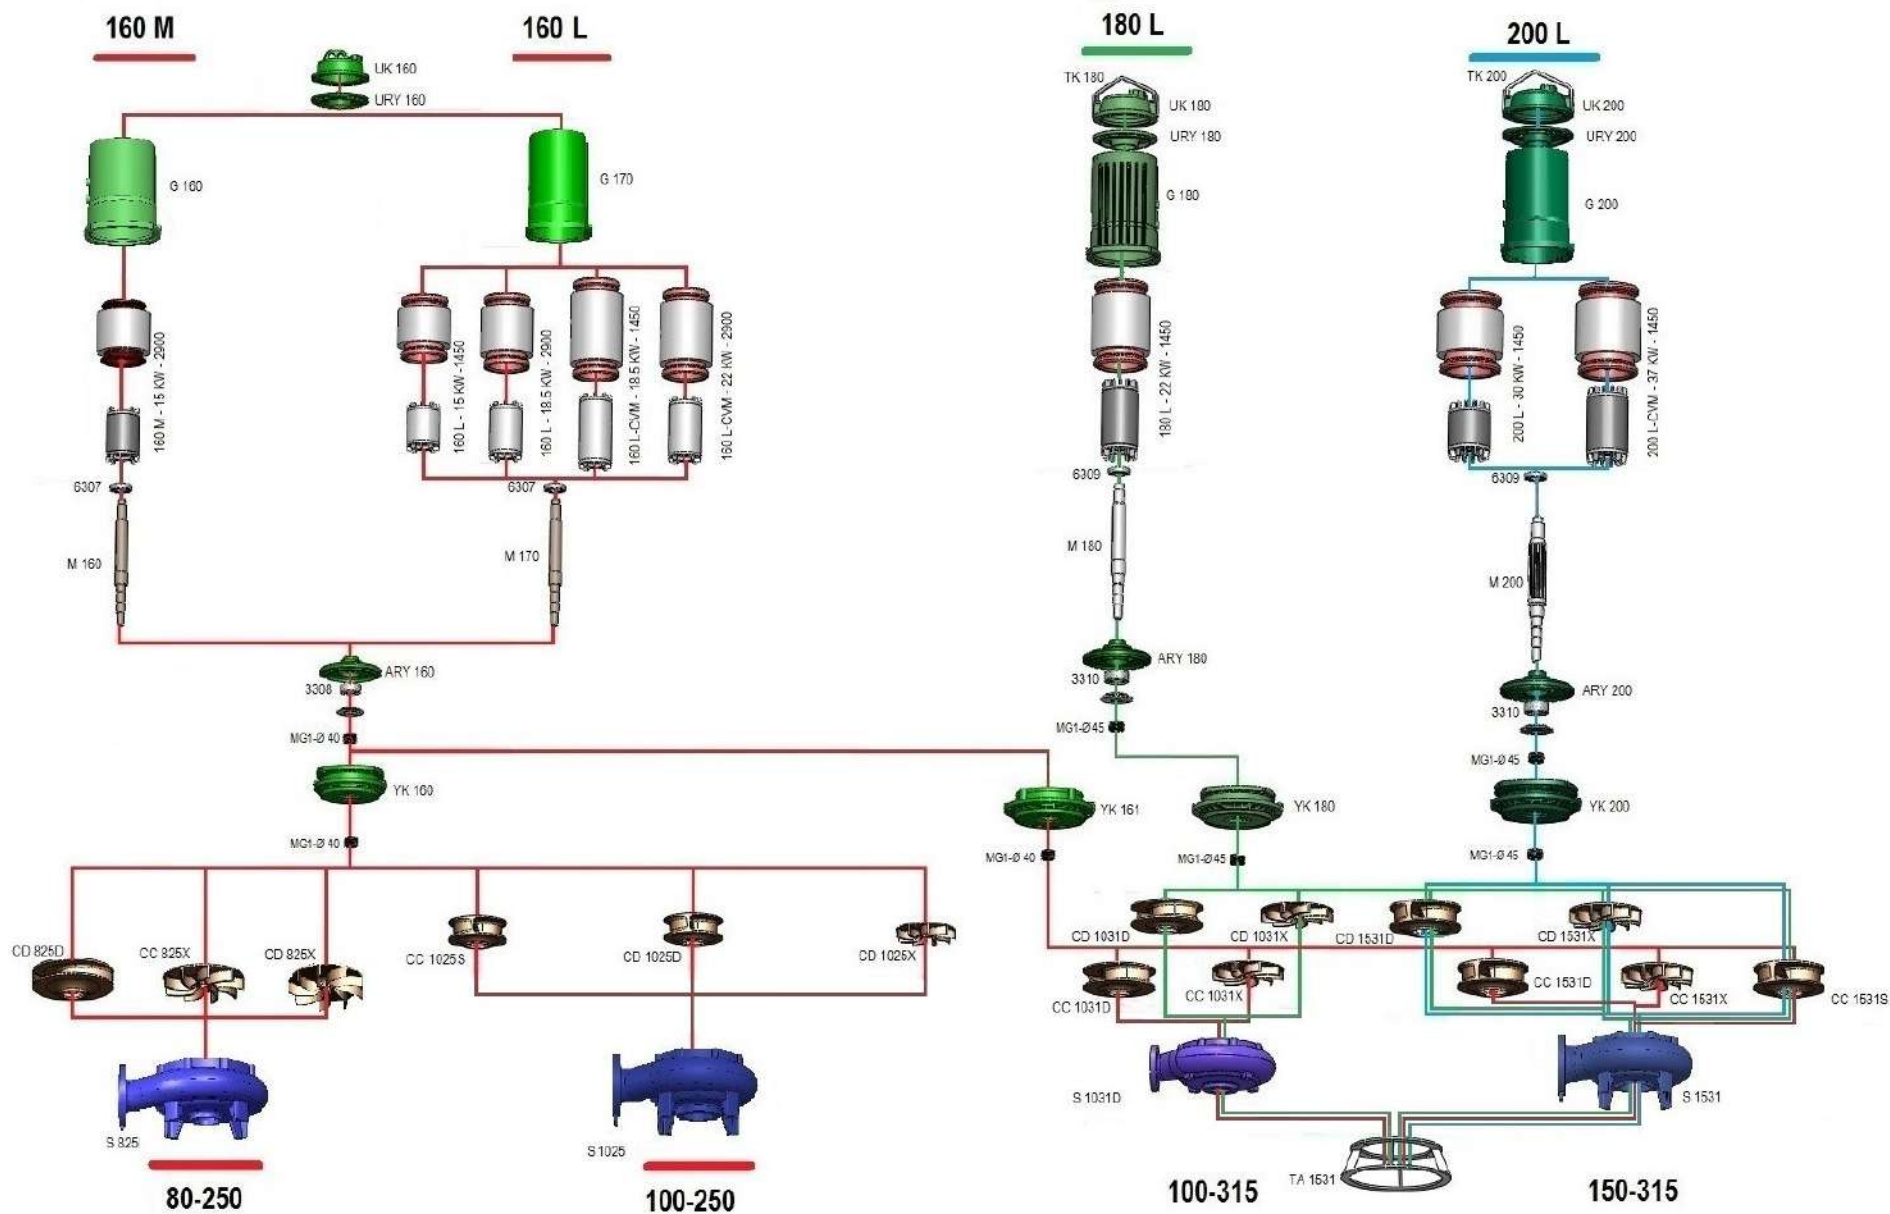 160 M
160 L
180 L
200 L
UK 160
URY 160
TK 180
UK 180
URY 180
TK 200
UK 200
URY 200
G 160
G 170
G 180
G 200
160 M - 15 KW - 2900
160 L - 15 KW -1450
160 L - 18.5 KW - 2900
160 L-CVM - 18.5 KW - 1450
160 L-CVM - 22 KW - 2900
180 L - 22 KW - 1450
200 L - 30 KW - 1450
200 L-CVM - 37 KW - 1450
6307
6307
6309
6309
M 160
M 170
M 180
M 200
ARY 160
3308
MG1-Ø 40
ARY 180
3310
MG1-Ø45
ARY 200
3310
MG1-Ø 45
YK 160
YK 161
YK 180
YK 200
MG1-Ø 40
MG1-Ø 40
MG1-Ø45
MG1-Ø 45
CD 825D
CC 825X
CD 825X
CC 1025S
CD 1025D
CD 1025X
CD 1031D
CD 1031X
CD 1531D
CD 1531X
CC 1031D
CC 1031X
CC 1531D
CC 1531X
CC 1531S
S 825
S 1025
S 1031D
S 1531
TA 1531
80-250
100-250
100-315
150-315